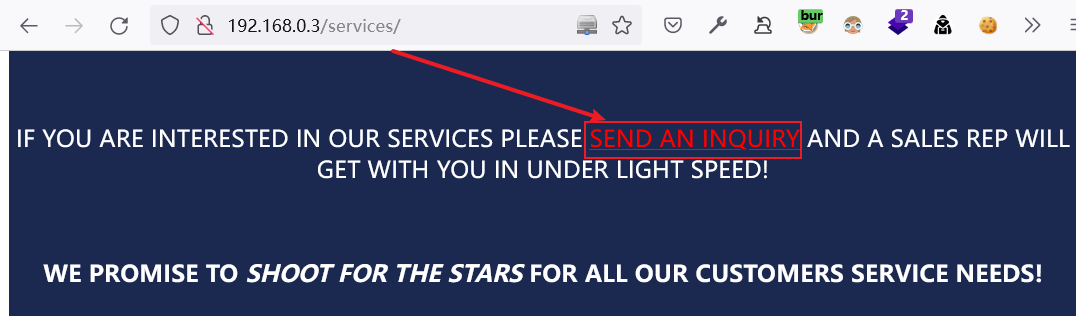 192.168.0.3/services/
bur
2
IF YOU ARE INTERESTED IN OUR SERVICES PLEASE SEND AN INQUIRY AND A SALES REP WILL
GET WITH YOU IN UNDER LIGHT SPEED!
WE PROMISE TO SHOOT FOR THE STARS FOR ALL OUR CUSTOMERS SERVICE NEEDS!